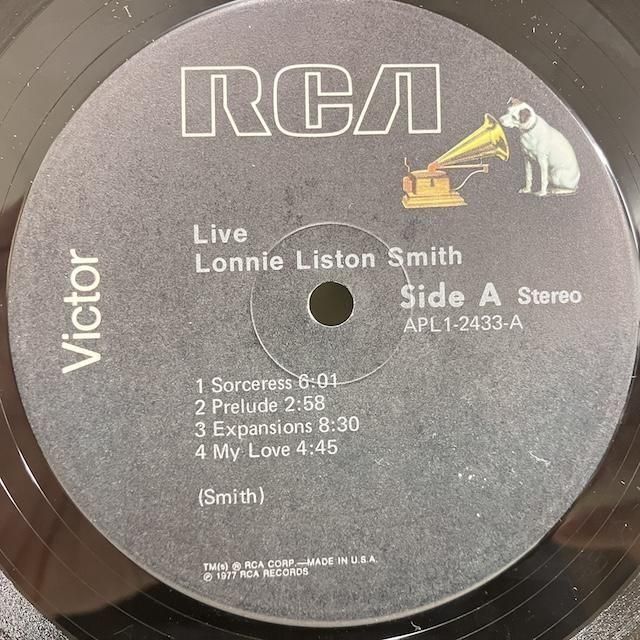 RCA
Victor
Live
Lonnie Liston Smith
Side A Stereo
APL1-2433-A
1 Sorceress 6:01
2 Prelude 2:58
3 Expansions 8:30
4 My Love 4:45
(Smith)
TM(s) ® RCA CORP.—MADE IN U.S.A.
℗ 1977 RCA RECORDS